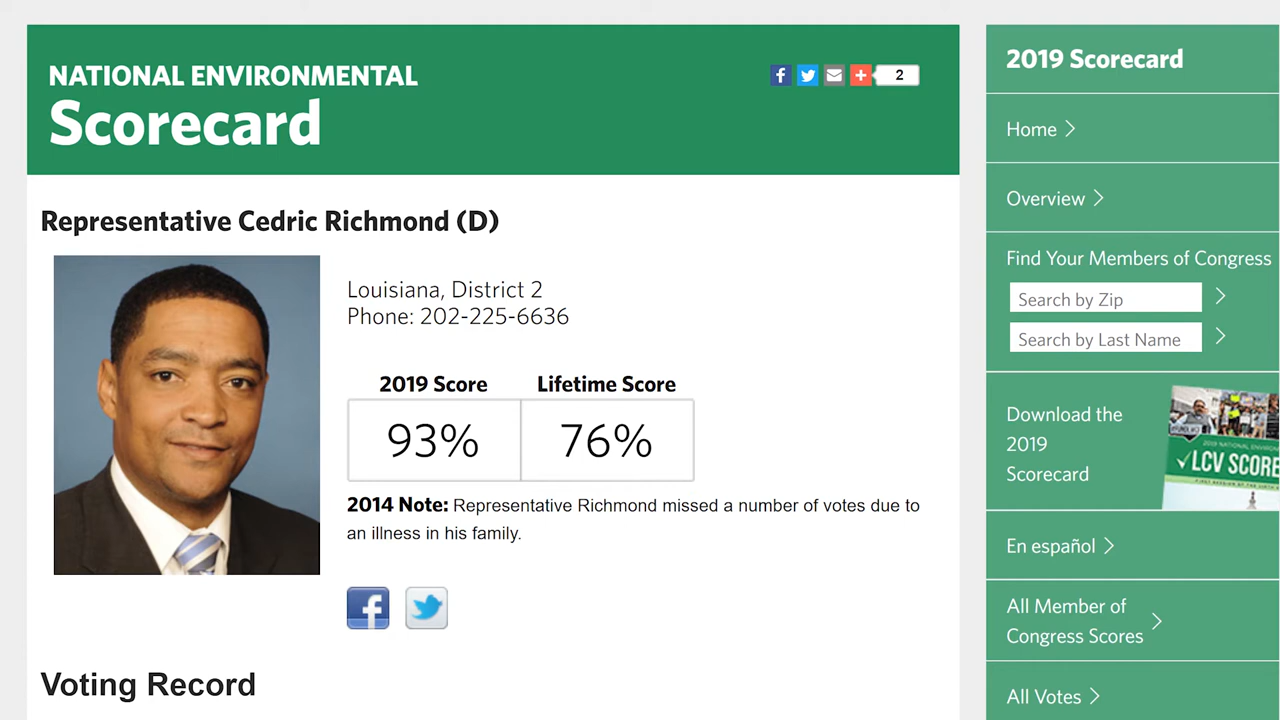 NATIONAL ENVIRONMENTAL
Scorecard
2
Representative Cedric Richmond (D)
Louisiana, District 2
Phone: 202-225-6636
2019 Score
Lifetime Score
93%
76%
2014 Note: Representative Richmond missed a number of votes due to
an illness in his family.
Voting Record
2019 Scorecard
Home
Overview
Find Your Members of Congress
Search by Zip
Search by Last Name
Download the
2019
Scorecard
LCV SCORE
En español
All Member of
Congress Scores
All Votes